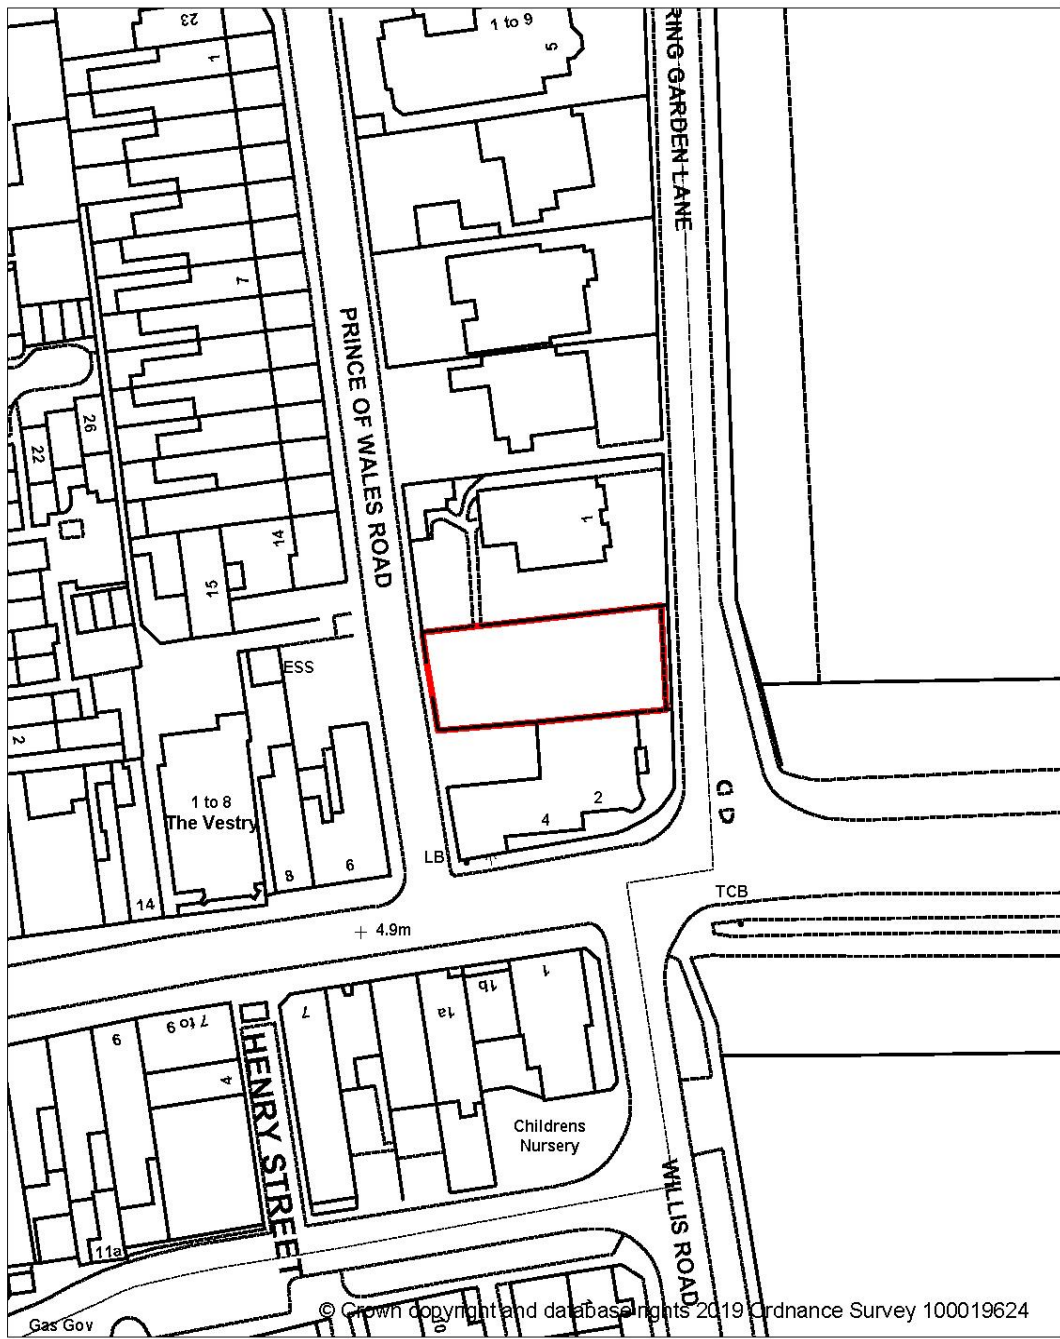 23
1 to 9
5
1
RING GARDEN LANE
7
PRINCE OF WALES ROAD
26
22
14
15
1
ESS
2
1 to 8
The Vestry
2
4
CD
LB
6
8
14
TCB
4.9m
1
1b
1a
7
7 to 9
9
4
HENRY STREET
Childrens
Nursery
WILLIS ROAD
11a
10
1
Gas Gov
© Crown copyright and database rights 2019 Ordnance Survey 100019624